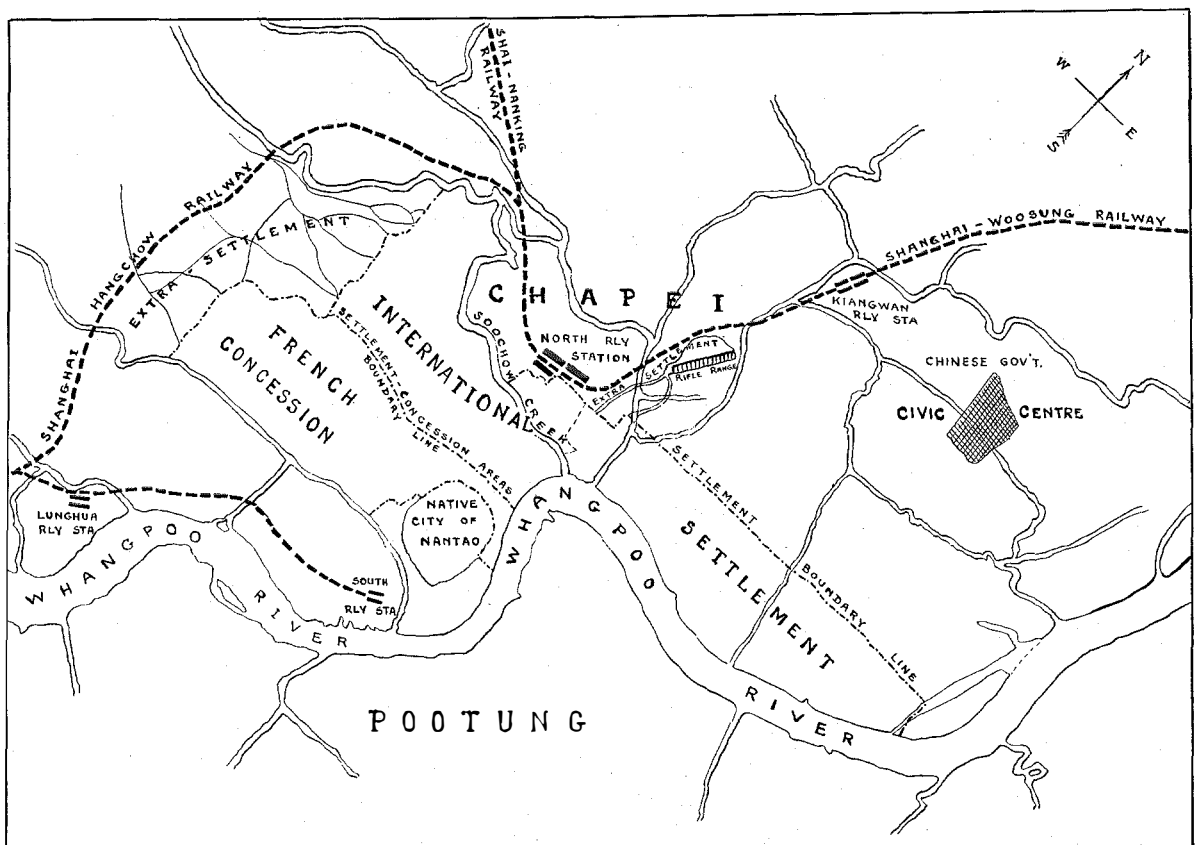 SHAI-NANKING
RAILWAY
N
W
E
S
SHANGHAI HANGCHOW RAILWAY
EXTRA-SETTLEMENT
SHANGHAI-WOOSUNG RAILWAY
CHAPEI
KIANGWAN
RLY STA
NORTH RLY
STATION
EXTRA SETTLEMENT
RIFLE RANGE
SOOCHOW CREEK
INTERNATIONAL
SETTLEMENT-CONCESSION AREAS
BOUNDARY
LINE
FRENCH
CONCESSION
CHINESE GOV'T.
CIVIC CENTRE
SETTLEMENT BOUNDARY LINE
SETTLEMENT
NATIVE
CITY OF
NANTAO
LUNGHUA
RLY STA
SOUTH
RLY STA
WHANGPOO RIVER
WHANGPOO RIVER
POOTUNG